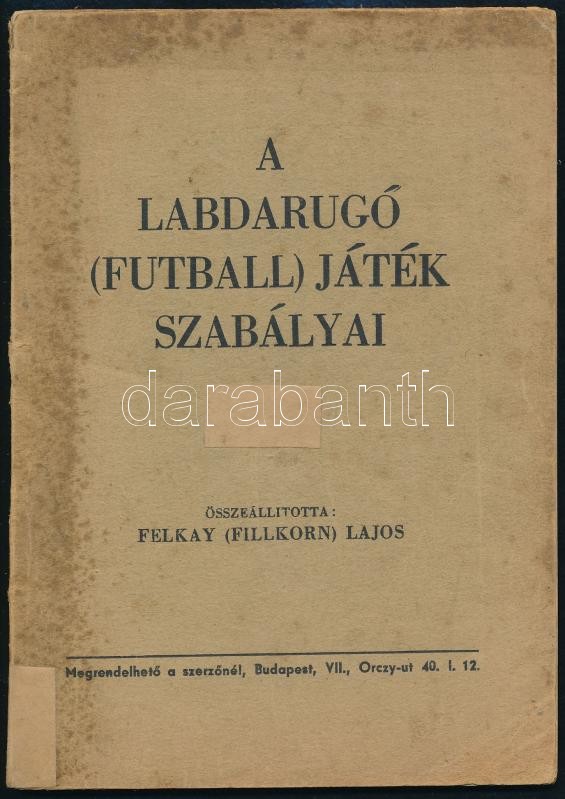 A
LABDARUGÓ
(FUTBALL) JÁTÉK
SZABÁLYAI
darabanth
ÖSSZEÁLLITOTTA:
FELKAY (FILLKORN) LAJOS
Megrendelhető a szerzőnél, Budapest, VII., Orczy-ut 40. I. 12.